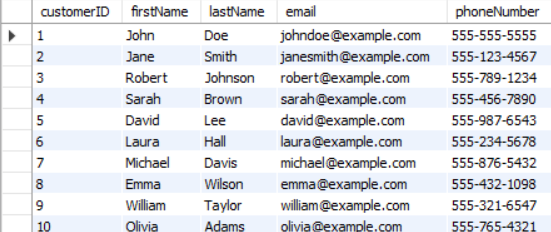 customerID firstName lastName email phoneNumber
1 John Doe johndoe@example.com 555-555-5555
2 Jane Smith janesmith@example.com 555-123-4567
3 Robert Johnson robert@example.com 555-789-1234
4 Sarah Brown sarah@example.com 555-456-7890
5 David Lee david@example.com 555-987-6543
6 Laura Hall laura@example.com 555-234-5678
7 Michael Davis michael@example.com 555-876-5432
8 Emma Wilson emma@example.com 555-432-1098
9 William Taylor william@example.com 555-321-6547
10 Olivia Adams olivia@example.com 555-765-4321